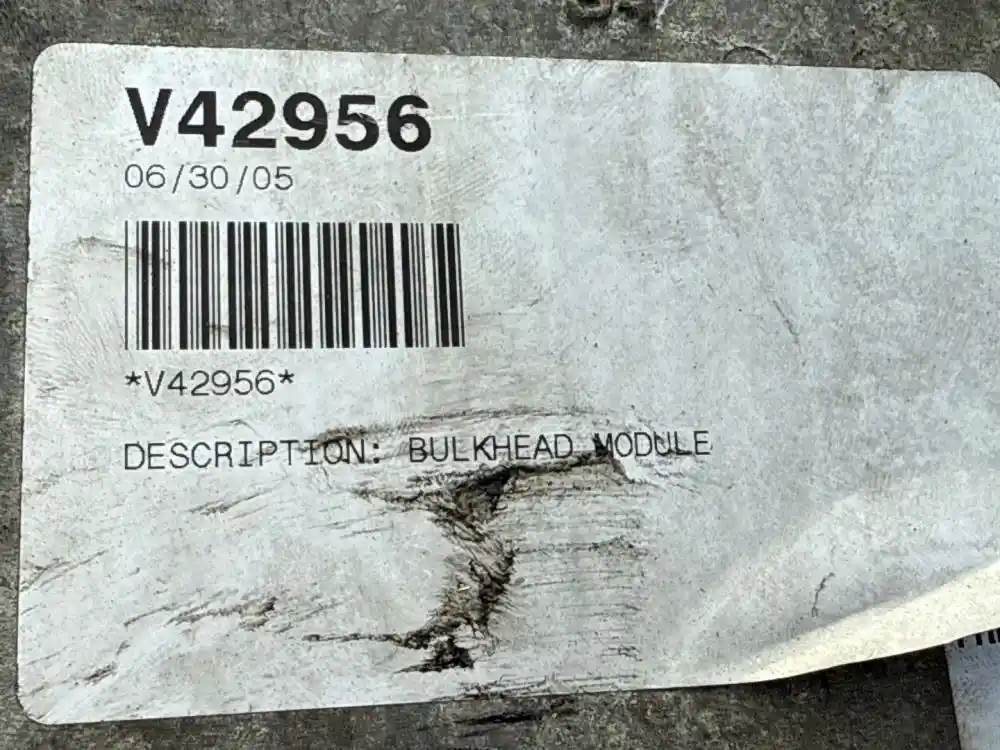 V42956
06/30/05
*V42956*
DESCRIPTION: BULKHEAD MODULE